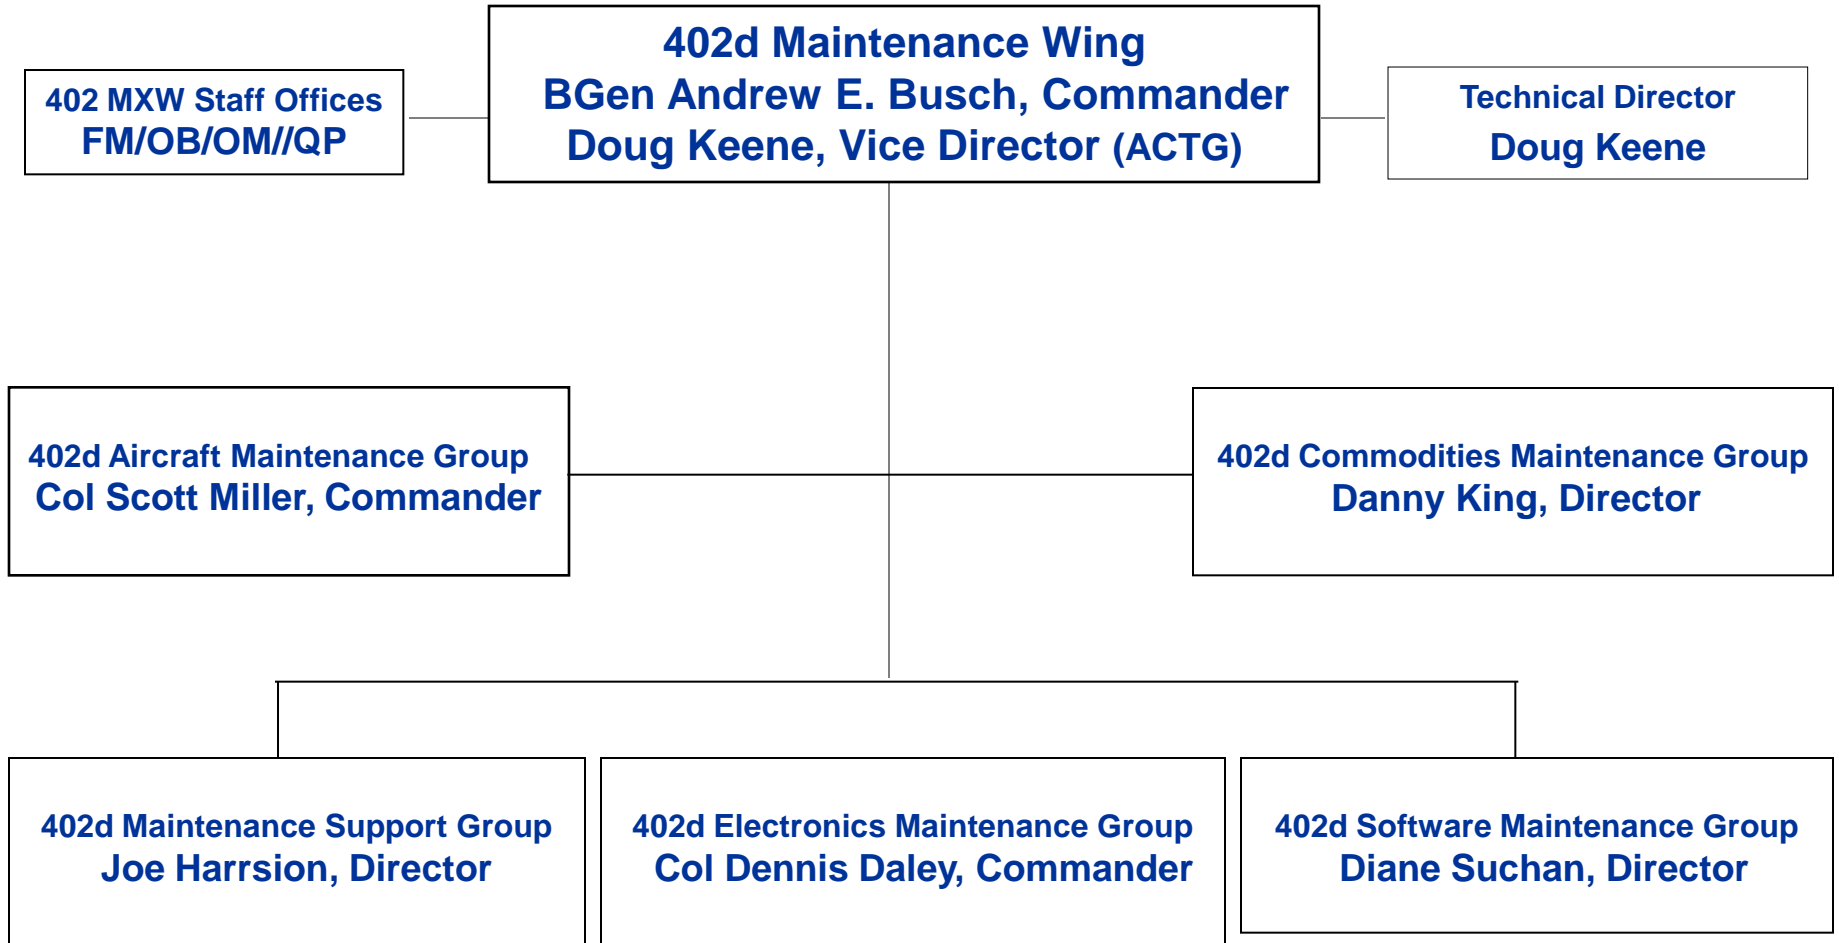 402d Maintenance Wing
BGen Andrew E. Busch, Commander
Doug Keene, Vice Director (ACTG)
402 MXW Staff Offices
FM/OB/OM//QP
Technical Director
Doug Keene
402d Aircraft Maintenance Group
Col Scott Miller, Commander
402d Commodities Maintenance Group
Danny King, Director
402d Maintenance Support Group
Joe Harrsion, Director
402d Electronics Maintenance Group
Col Dennis Daley, Commander
402d Software Maintenance Group
Diane Suchan, Director